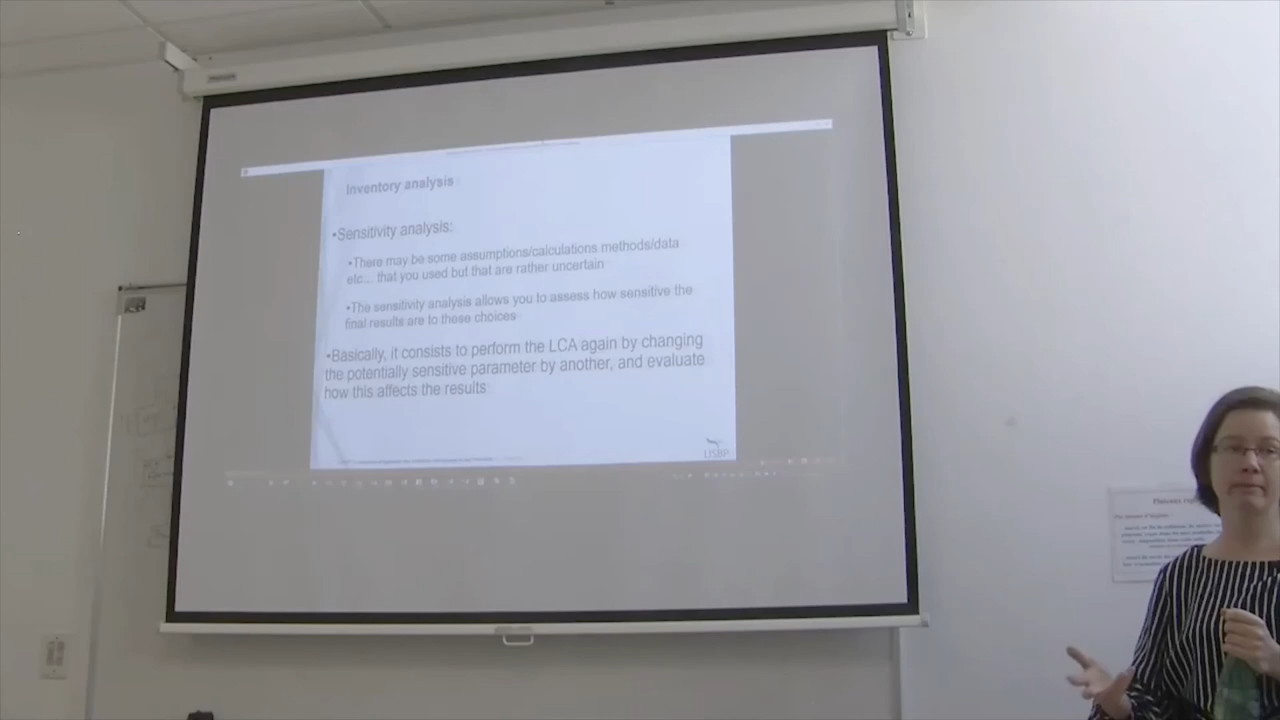 Inventory analysis
•Sensitivity analysis:
•There may be some assumptions/calculations methods/data
etc... that you used but that are rather uncertain
•The sensitivity analysis allows you to assess how sensitive the
final results are to these choices
•Basically, it consists to perform the LCA again by changing
the potentially sensitive parameter by another, and evaluate
how this affects the results
LISBP